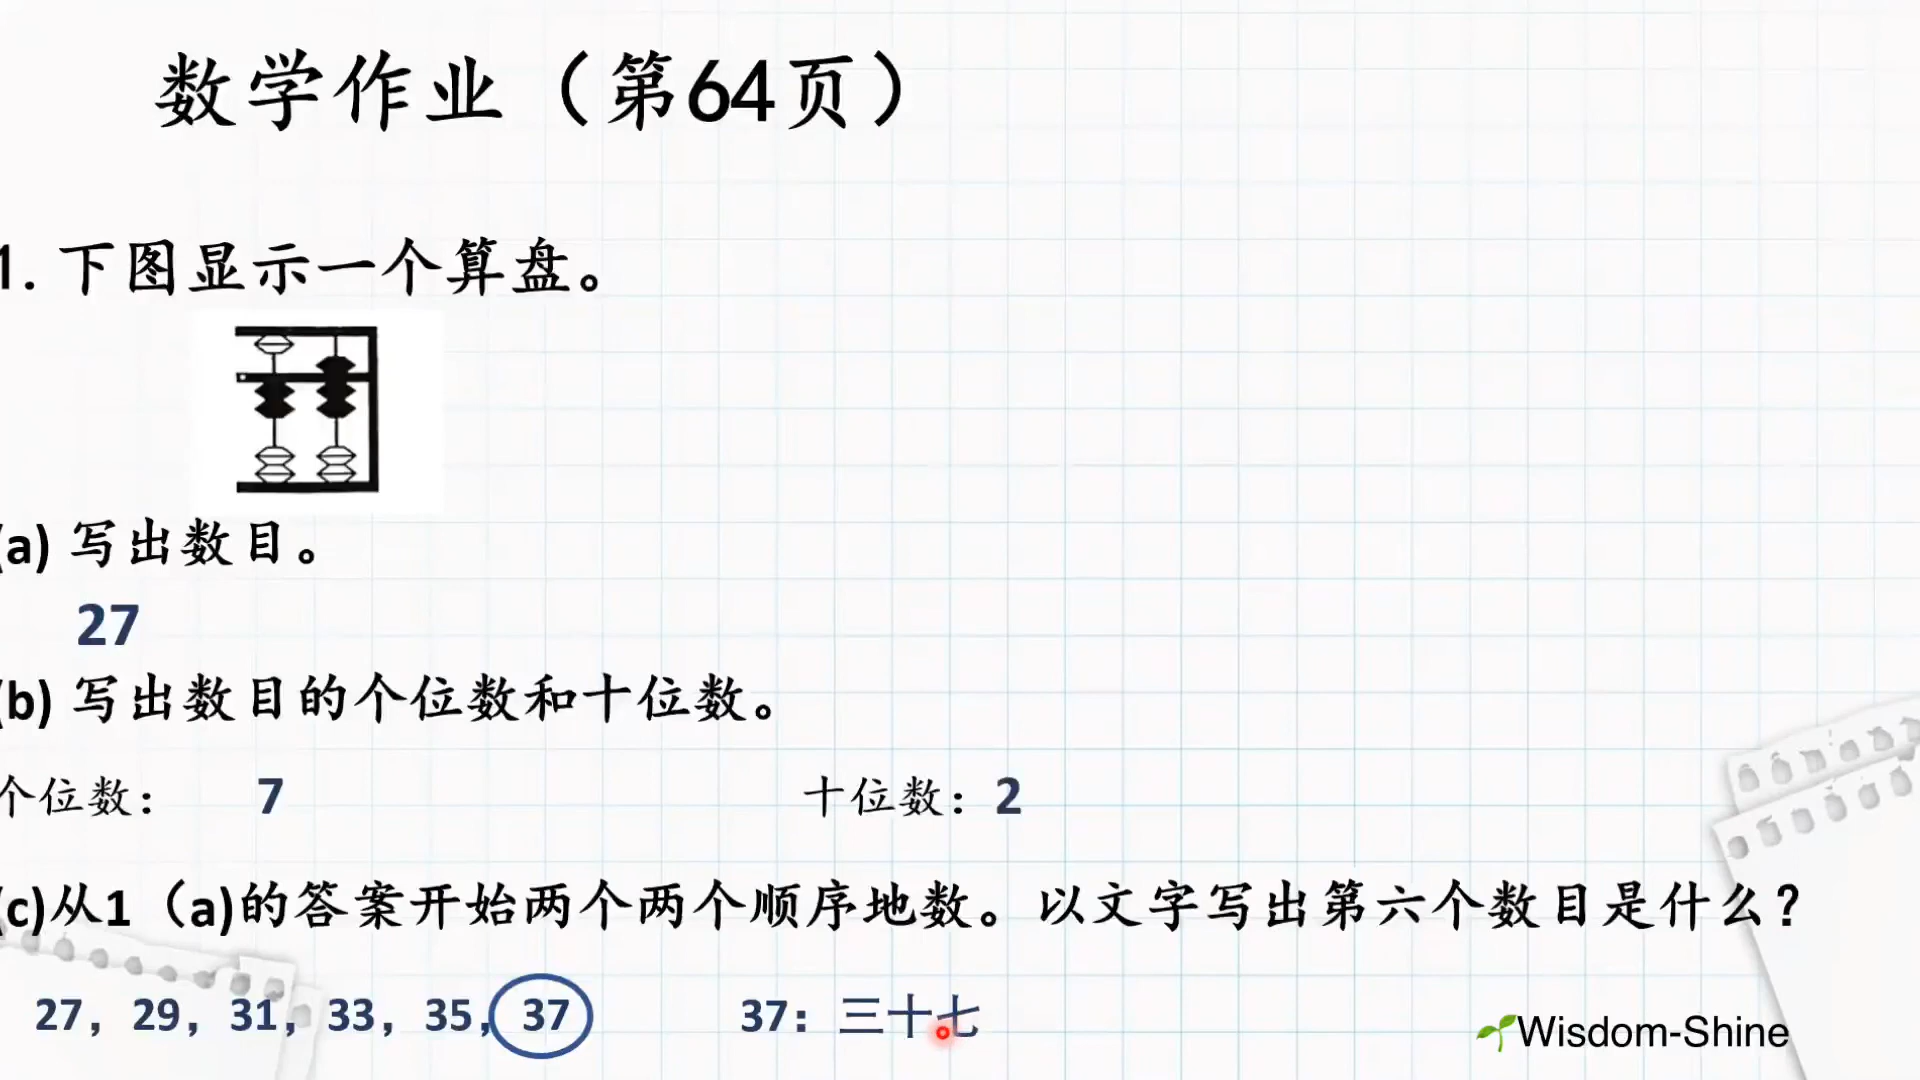 数学作业（第64页）
1. 下图显示一个算盘。
(a) 写出数目。
27
(b) 写出数目的个位数和十位数。
个位数： 7 十位数：2
(c)从1（a)的答案开始两个两个顺序地数。以文字写出第六个数目是什么?
27，29，31，33，35，37 37：三十七
Wisdom-Shine